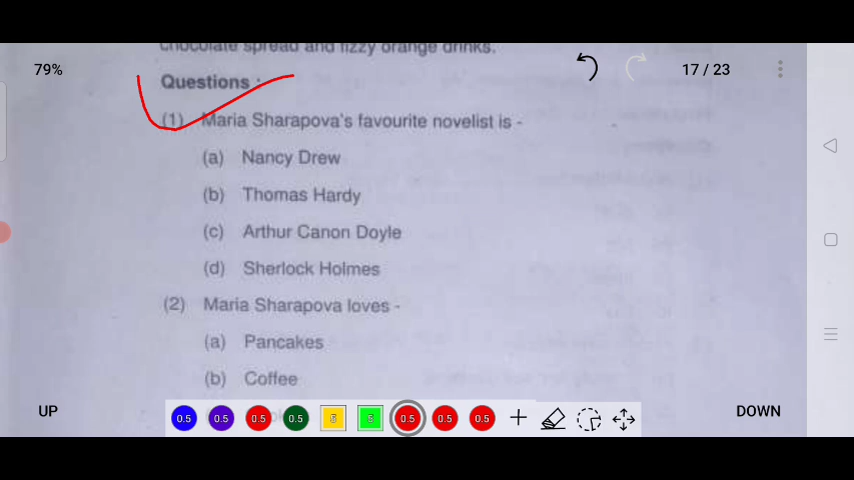 chocolate spread and fizzy orange drinks.
79%
17 / 23
Questions :
(1) Maria Sharapova's favourite novelist is -
(a) Nancy Drew
(b) Thomas Hardy
(c) Arthur Canon Doyle
(d) Sherlock Holmes
(2) Maria Sharapova loves -
(a) Pancakes
(b) Coffee
UP
0.5 0.5 0.5 0.5 5 5 0.5 0.5 0.5
DOWN